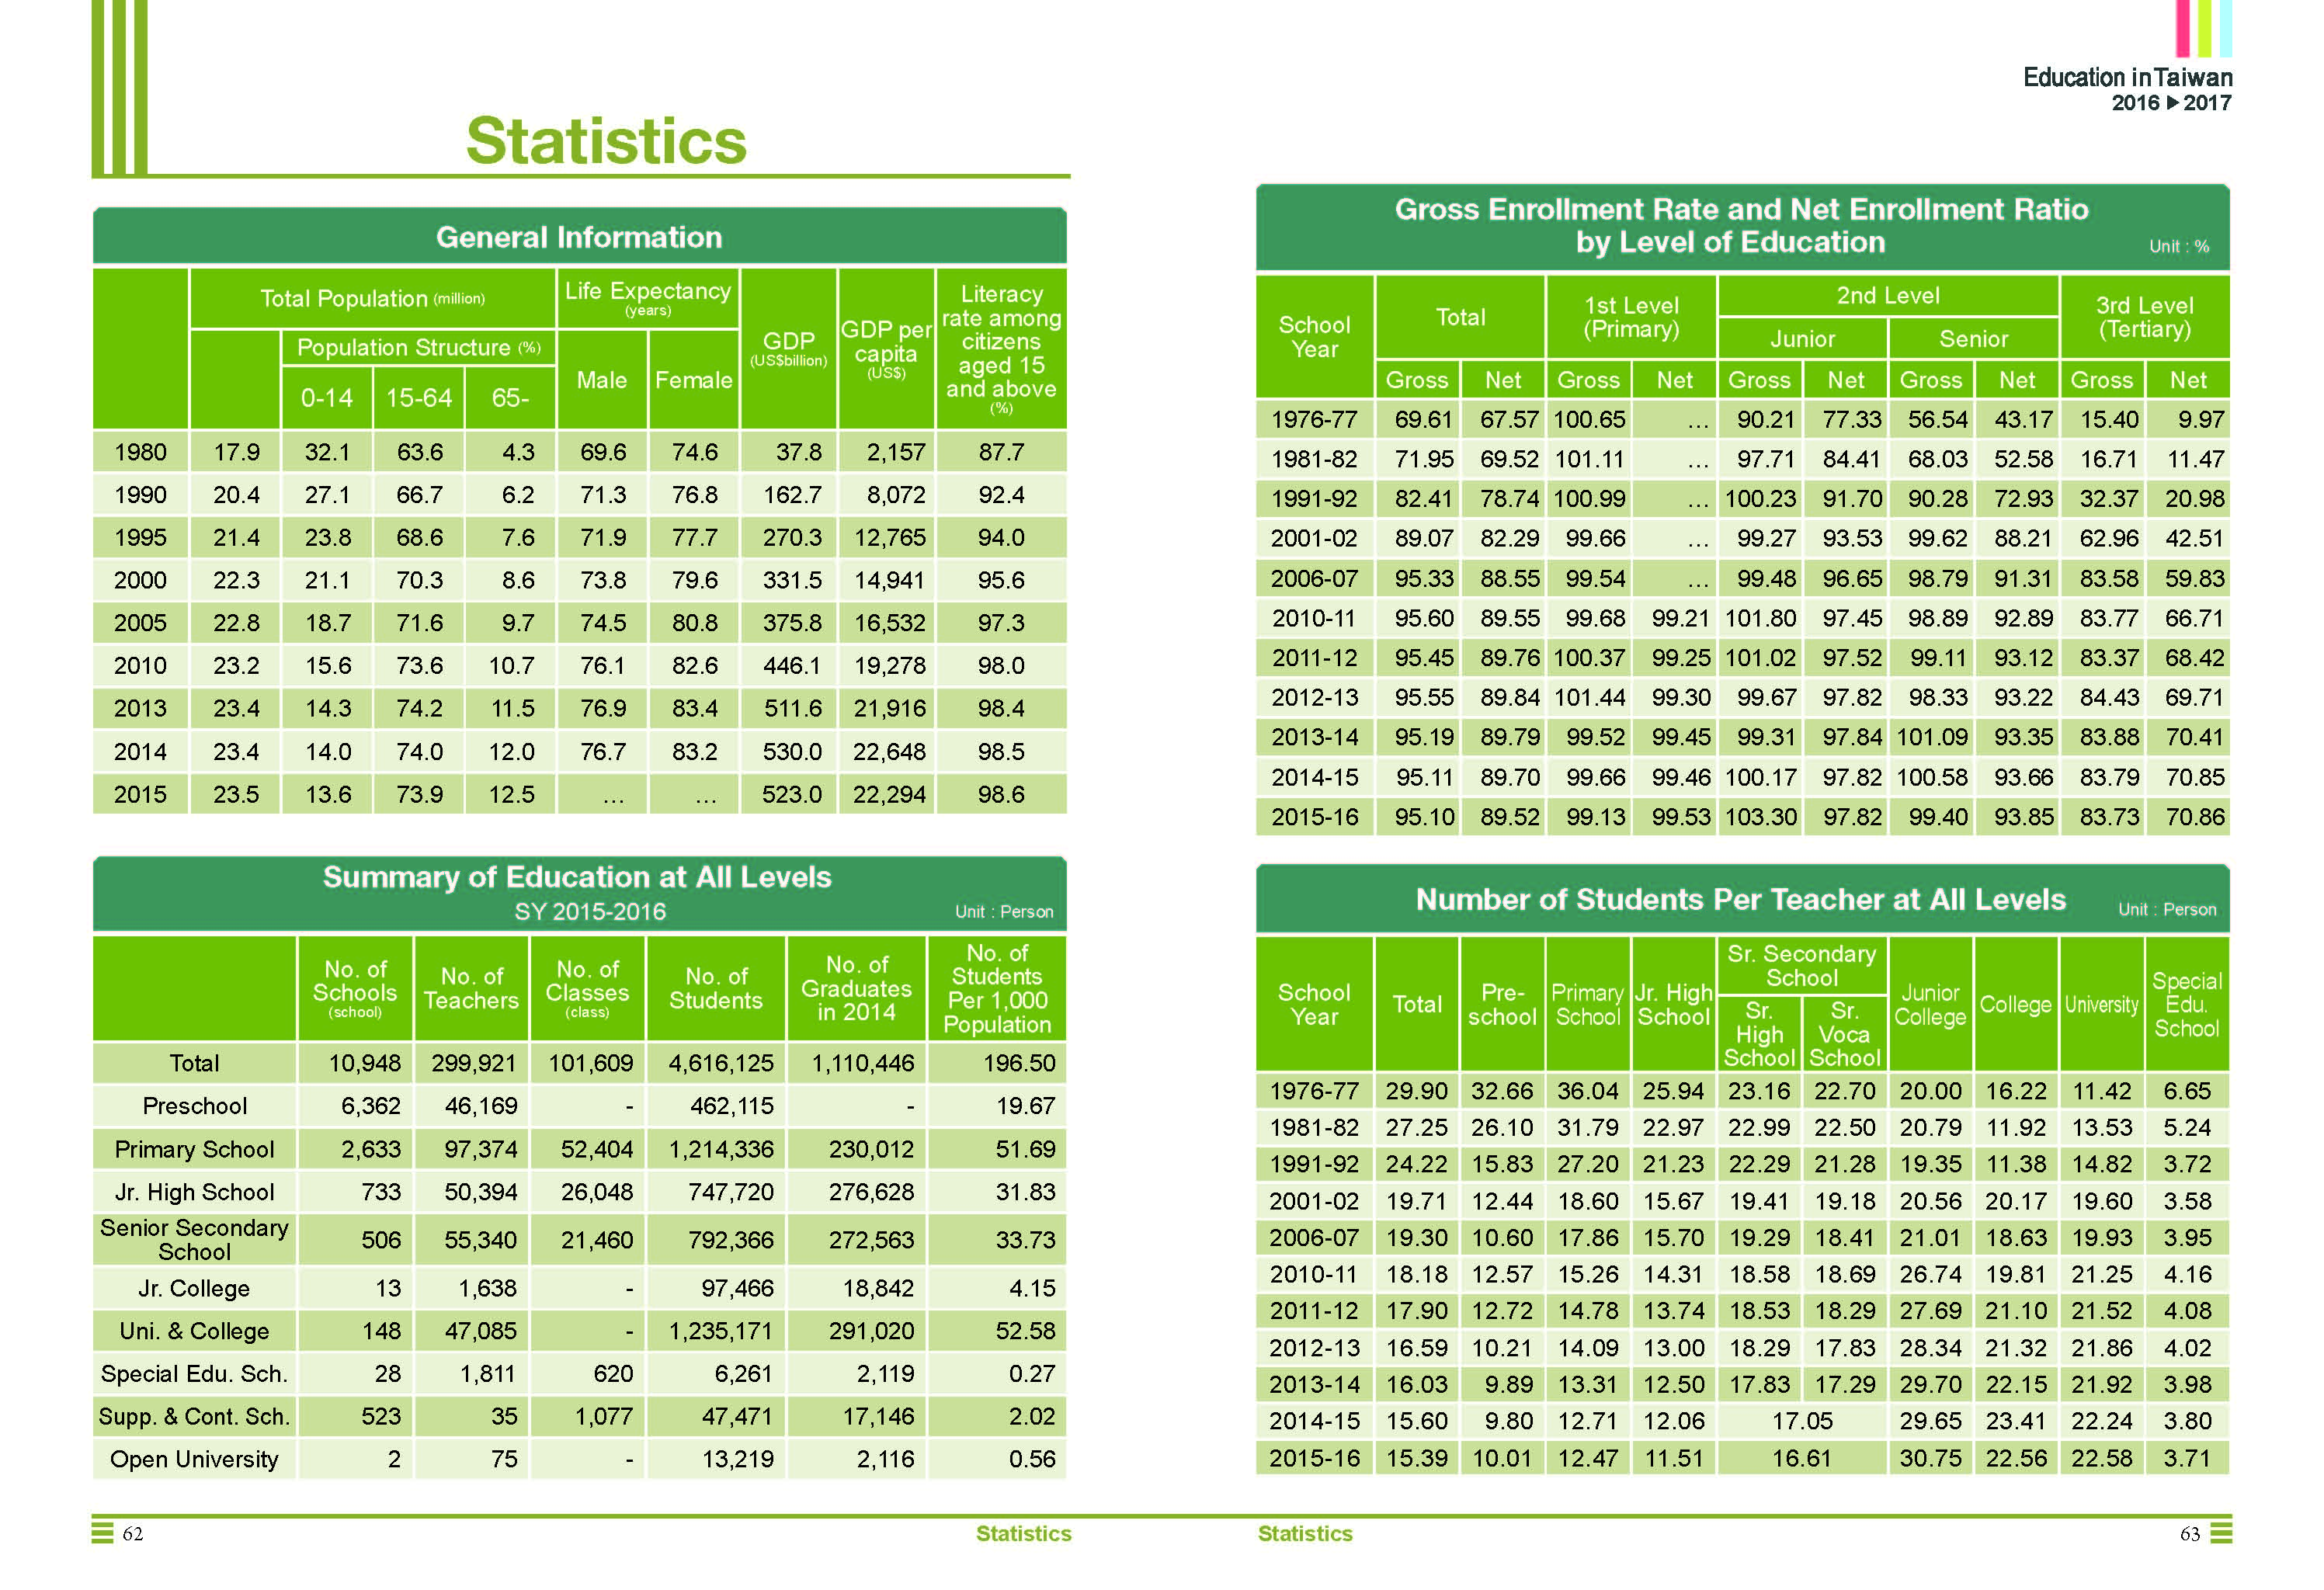 Statistics
General Information
Total Population (million) Life Expectancy (years) GDP (US$billion) GDP per capita (US$) Literacy rate among citizens aged 15 and above (%)
Population Structure (%) Male Female
0-14 15-64 65-
1980 17.9 32.1 63.6 4.3 69.6 74.6 37.8 2,157 87.7
1990 20.4 27.1 66.7 6.2 71.3 76.8 162.7 8,072 92.4
1995 21.4 23.8 68.6 7.6 71.9 77.7 270.3 12,765 94.0
2000 22.3 21.1 70.3 8.6 73.8 79.6 331.5 14,941 95.6
2005 22.8 18.7 71.6 9.7 74.5 80.8 375.8 16,532 97.3
2010 23.2 15.6 73.6 10.7 76.1 82.6 446.1 19,278 98.0
2013 23.4 14.3 74.2 11.5 76.9 83.4 511.6 21,916 98.4
2014 23.4 14.0 74.0 12.0 76.7 83.2 530.0 22,648 98.5
2015 23.5 13.6 73.9 12.5 ... ... 523.0 22,294 98.6
Summary of Education at All Levels
SY 2015-2016 Unit : Person
No. of Schools (school) No. of Teachers No. of Classes (class) No. of Students No. of Graduates in 2014 No. of Students Per 1,000 Population
Total 10,948 299,921 101,609 4,616,125 1,110,446 196.50
Preschool 6,362 46,169 - 462,115 - 19.67
Primary School 2,633 97,374 52,404 1,214,336 230,012 51.69
Jr. High School 733 50,394 26,048 747,720 276,628 31.83
Senior Secondary School 506 55,340 21,460 792,366 272,563 33.73
Jr. College 13 1,638 - 97,466 18,842 4.15
Uni. & College 148 47,085 - 1,235,171 291,020 52.58
Special Edu. Sch. 28 1,811 620 6,261 2,119 0.27
Supp. & Cont. Sch. 523 35 1,077 47,471 17,146 2.02
Open University 2 75 - 13,219 2,116 0.56
62 Statistics
Education in Taiwan
2016 ▶ 2017
Gross Enrollment Rate and Net Enrollment Ratio
by Level of Education Unit : %
School Year Total 1st Level (Primary) 2nd Level 3rd Level (Tertiary)
Junior Senior
Gross Net Gross Net Gross Net Gross Net Gross Net
1976-77 69.61 67.57 100.65 ... 90.21 77.33 56.54 43.17 15.40 9.97
1981-82 71.95 69.52 101.11 ... 97.71 84.41 68.03 52.58 16.71 11.47
1991-92 82.41 78.74 100.99 ... 100.23 91.70 90.28 72.93 32.37 20.98
2001-02 89.07 82.29 99.66 ... 99.27 93.53 99.62 88.21 62.96 42.51
2006-07 95.33 88.55 99.54 ... 99.48 96.65 98.79 91.31 83.58 59.83
2010-11 95.60 89.55 99.68 99.21 101.80 97.45 98.89 92.89 83.77 66.71
2011-12 95.45 89.76 100.37 99.25 101.02 97.52 99.11 93.12 83.37 68.42
2012-13 95.55 89.84 101.44 99.30 99.67 97.82 98.33 93.22 84.43 69.71
2013-14 95.19 89.79 99.52 99.45 99.31 97.84 101.09 93.35 83.88 70.41
2014-15 95.11 89.70 99.66 99.46 100.17 97.82 100.58 93.66 83.79 70.85
2015-16 95.10 89.52 99.13 99.53 103.30 97.82 99.40 93.85 83.73 70.86
Number of Students Per Teacher at All Levels Unit : Person
School Year Total Pre-school Primary School Jr. High School Sr. Secondary School Junior College College University Special Edu. School
Sr. High School Sr. Voca School
1976-77 29.90 32.66 36.04 25.94 23.16 22.70 20.00 16.22 11.42 6.65
1981-82 27.25 26.10 31.79 22.97 22.99 22.50 20.79 11.92 13.53 5.24
1991-92 24.22 15.83 27.20 21.23 22.29 21.28 19.35 11.38 14.82 3.72
2001-02 19.71 12.44 18.60 15.67 19.41 19.18 20.56 20.17 19.60 3.58
2006-07 19.30 10.60 17.86 15.70 19.29 18.41 21.01 18.63 19.93 3.95
2010-11 18.18 12.57 15.26 14.31 18.58 18.69 26.74 19.81 21.25 4.16
2011-12 17.90 12.72 14.78 13.74 18.53 18.29 27.69 21.10 21.52 4.08
2012-13 16.59 10.21 14.09 13.00 18.29 17.83 28.34 21.32 21.86 4.02
2013-14 16.03 9.89 13.31 12.50 17.83 17.29 29.70 22.15 21.92 3.98
2014-15 15.60 9.80 12.71 12.06 17.05 29.65 23.41 22.24 3.80
2015-16 15.39 10.01 12.47 11.51 16.61 30.75 22.56 22.58 3.71
Statistics 63